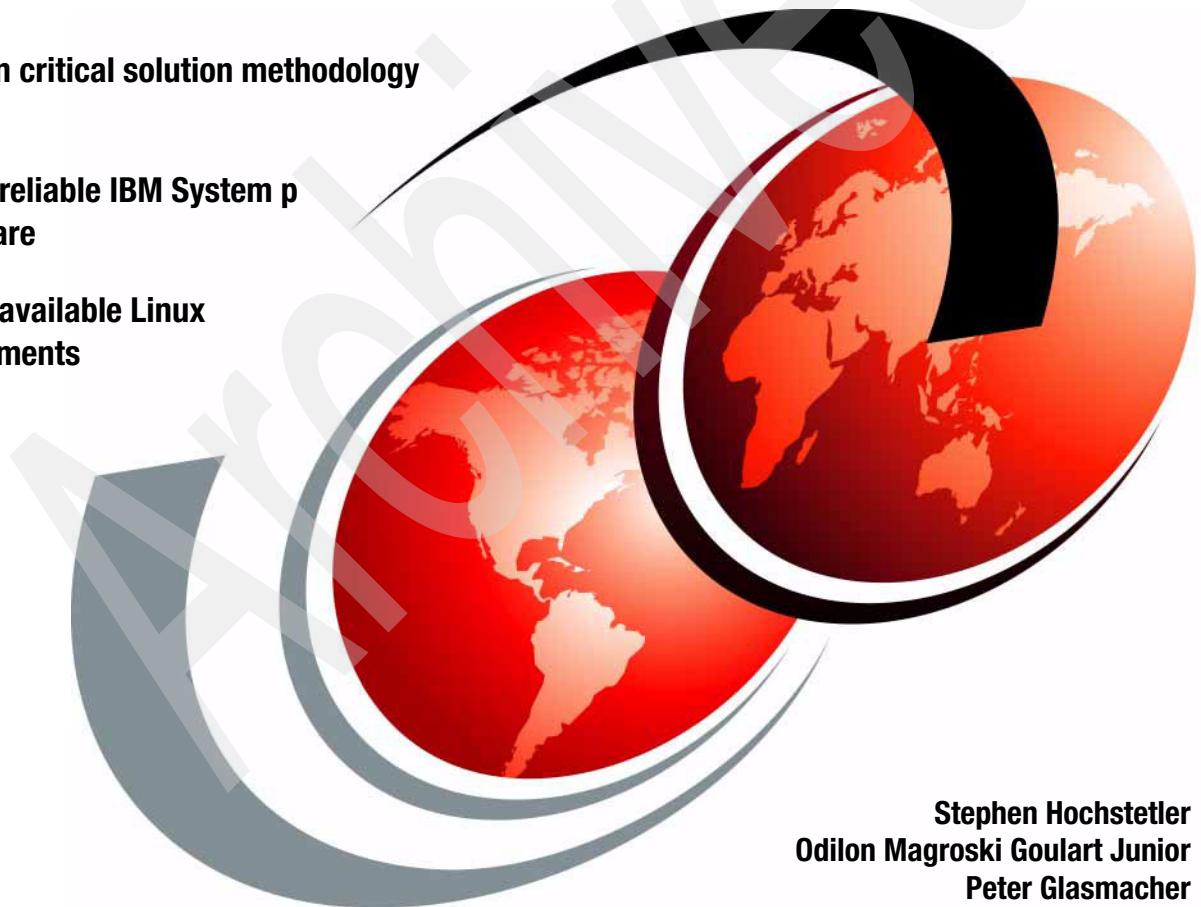 n critical solution methodology
reliable IBM System p
are
available Linux
ments
Stephen Hochstetler
Odilon Magroski Goulart Junior
Peter Glasmacher